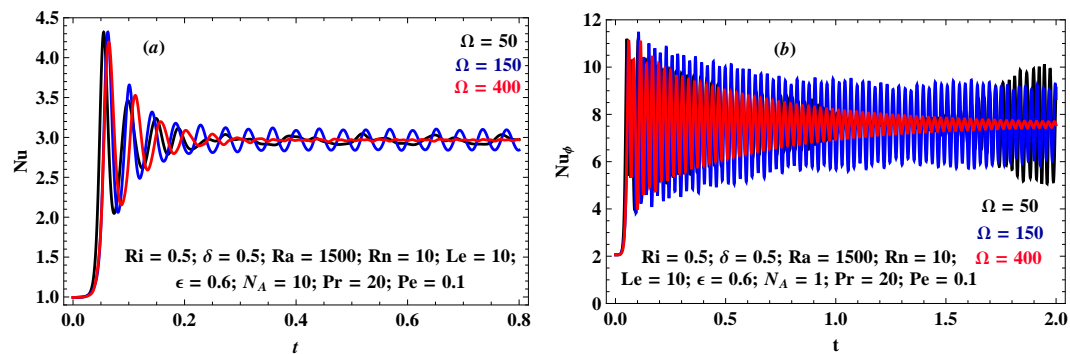 (a)
Ω = 50
Ω = 150
Ω = 400
Nu
4.5
4.0
3.5
3.0
2.5
2.0
1.5
1.0
Ri = 0.5; δ = 0.5; Ra = 1500; Rn = 10; Le = 10;
ϵ = 0.6; N_A = 10; Pr = 20; Pe = 0.1
0.0 0.2 0.4 0.6 0.8
t
(b)
Nu_ϕ
12
10
8
6
4
2
0
Ω = 50
Ω = 150
Ω = 400
Ri = 0.5; δ = 0.5; Ra = 1500; Rn = 10;
Le = 10; ϵ = 0.6; N_A = 1; Pr = 20; Pe = 0.1
0.0 0.5 1.0 1.5 2.0
t